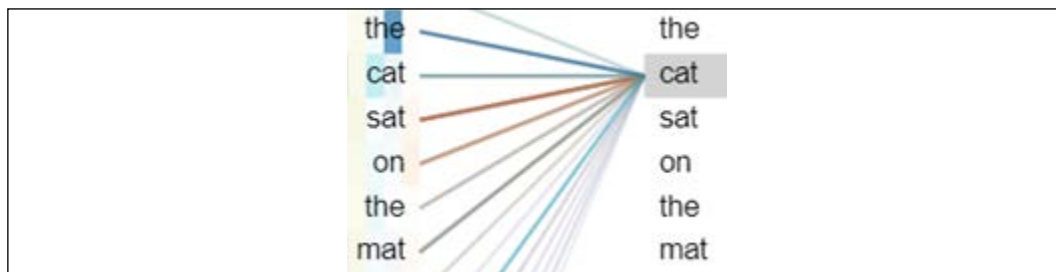 the the
cat cat
sat sat
on on
the the
mat mat